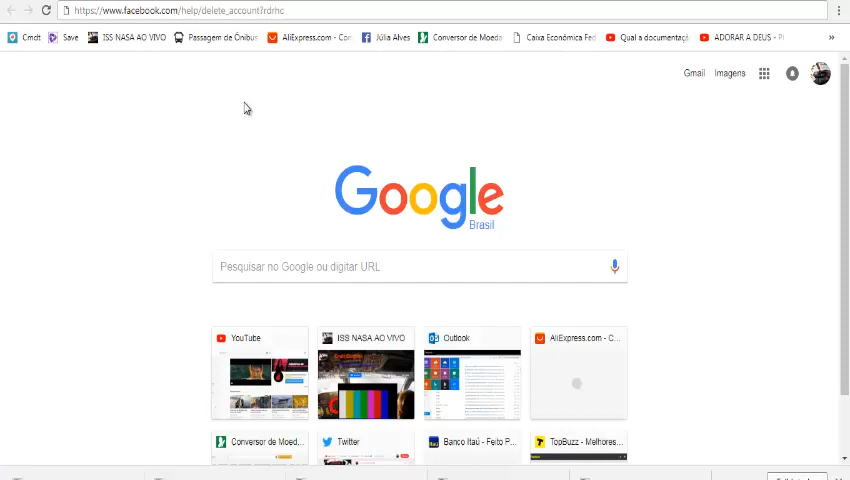 https://www.facebook.com/help/delete_account?rdrhc
Cmdt Save ISS NASA AO VIVO Passagem de Ônibus AliExpress.com - Com Júlia Alves Conversor de Moeda Caixa Econômica Fed Qual a documentaçã ADORAR A DEUS - Pl »
Gmail Imagens
Google
Brasil
Pesquisar no Google ou digitar URL
YouTube ISS NASA AO VIVO Outlook AliExpress.com - C...
Conversor de Moed... Twitter Banco Itaú - Feito P... TopBuzz - Melhores...